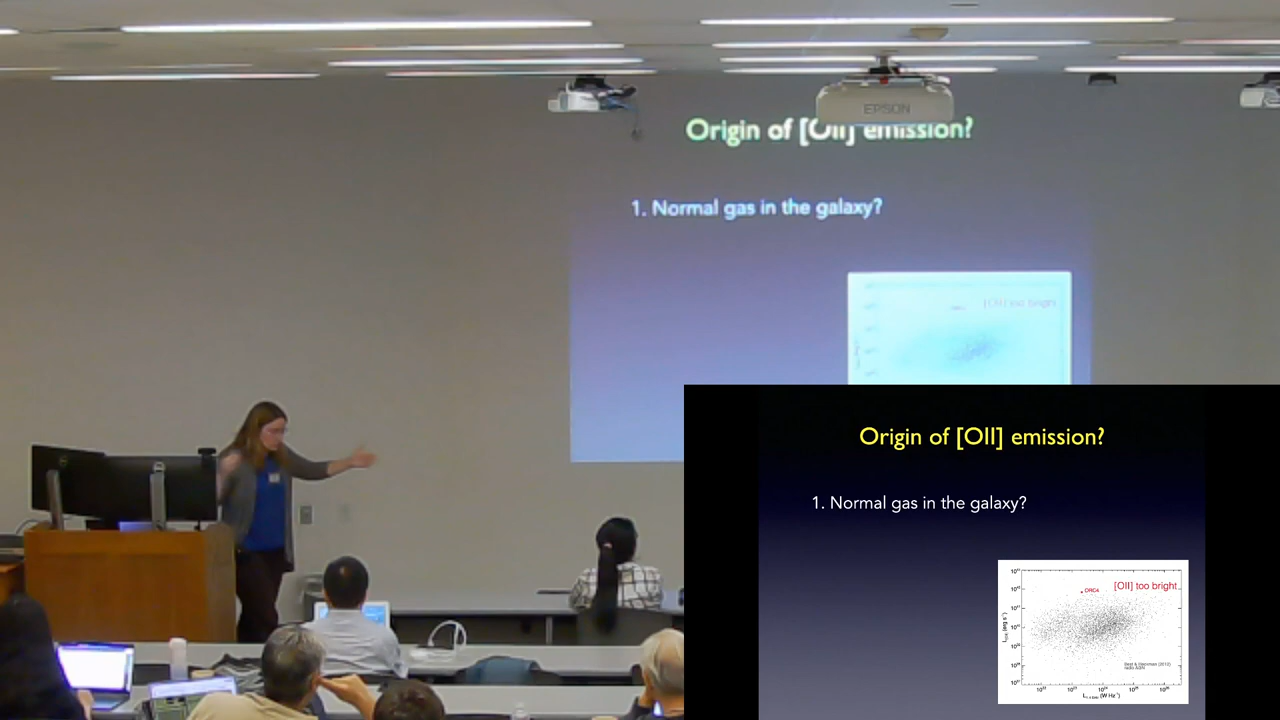 EPSON
Origin of [OII] emission?
1. Normal gas in the galaxy?
[OII] too bright
Origin of [OII] emission?
1. Normal gas in the galaxy?
[OII] too bright
ORC4
Best & Heckman (2012)
radio AGN